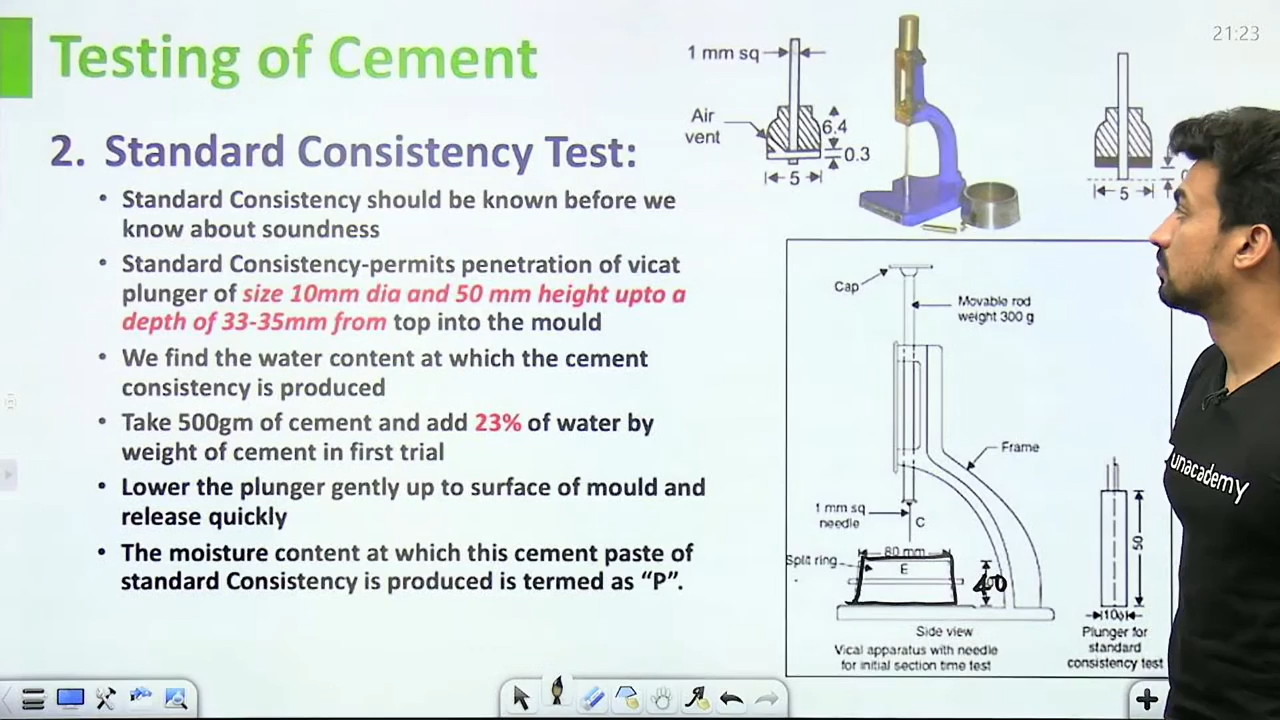 Testing of Cement
21:23
2. Standard Consistency Test:
• Standard Consistency should be known before we
know about soundness
• Standard Consistency-permits penetration of vicat
plunger of size 10mm dia and 50 mm height upto a
depth of 33-35mm from top into the mould
• We find the water content at which the cement
consistency is produced
• Take 500gm of cement and add 23% of water by
weight of cement in first trial
• Lower the plunger gently up to surface of mould and
release quickly
• The moisture content at which this cement paste of
standard Consistency is produced is termed as “P”.
1 mm sq
Air
vent
6.4
0.3
5
5
Cap
Movable rod
weight 300 g
Frame
1 mm sq
needle
C
80 mm
Split ring
E
40
Side view
Vical apparatus with needle
for initial section time test
50
Plunger for
standard
consistency test
unacademy